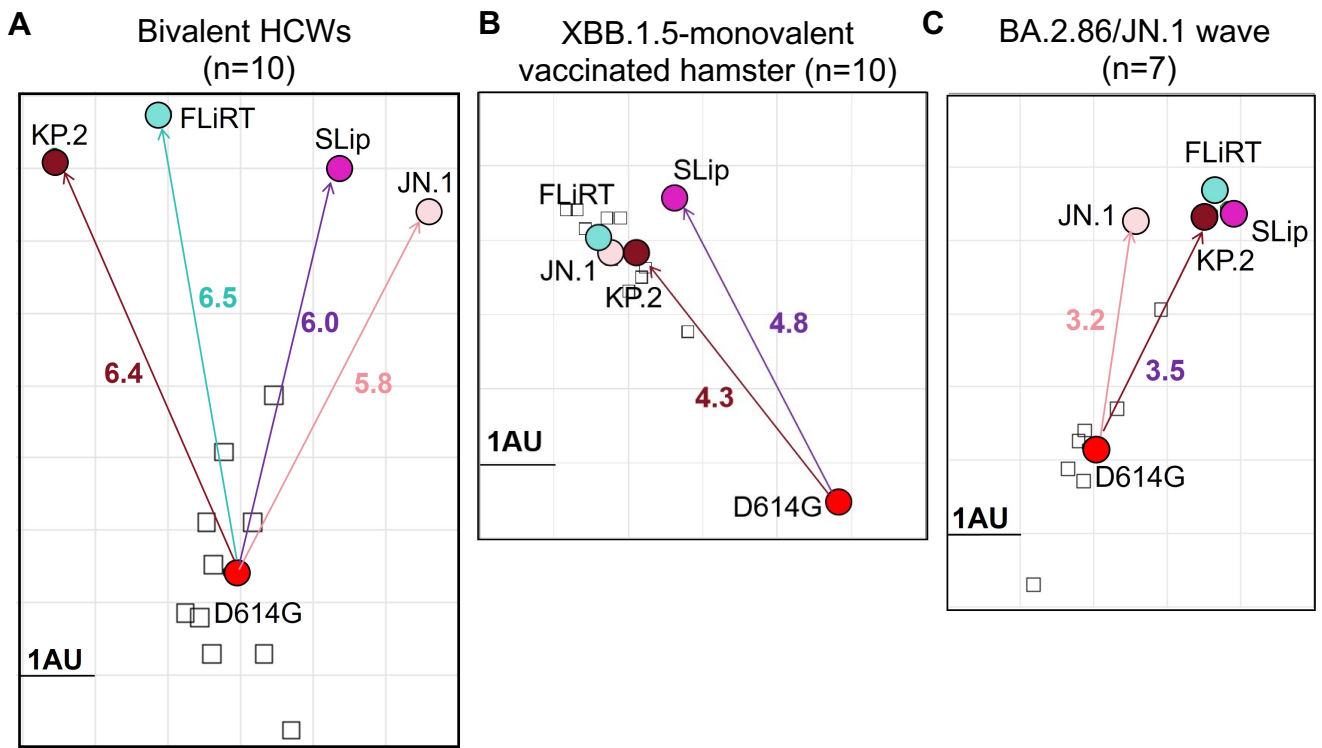 A
Bivalent HCWs
(n=10)
KP.2
FLiRT
SLip
JN.1
6.5
6.0
6.4
5.8
D614G
1AU
B
XBB.1.5-monovalent
vaccinated hamster (n=10)
SLip
FLiRT
JN.1
KP.2
4.8
4.3
1AU
D614G
C
BA.2.86/JN.1 wave
(n=7)
FLiRT
JN.1
SLip
KP.2
3.2
3.5
D614G
1AU